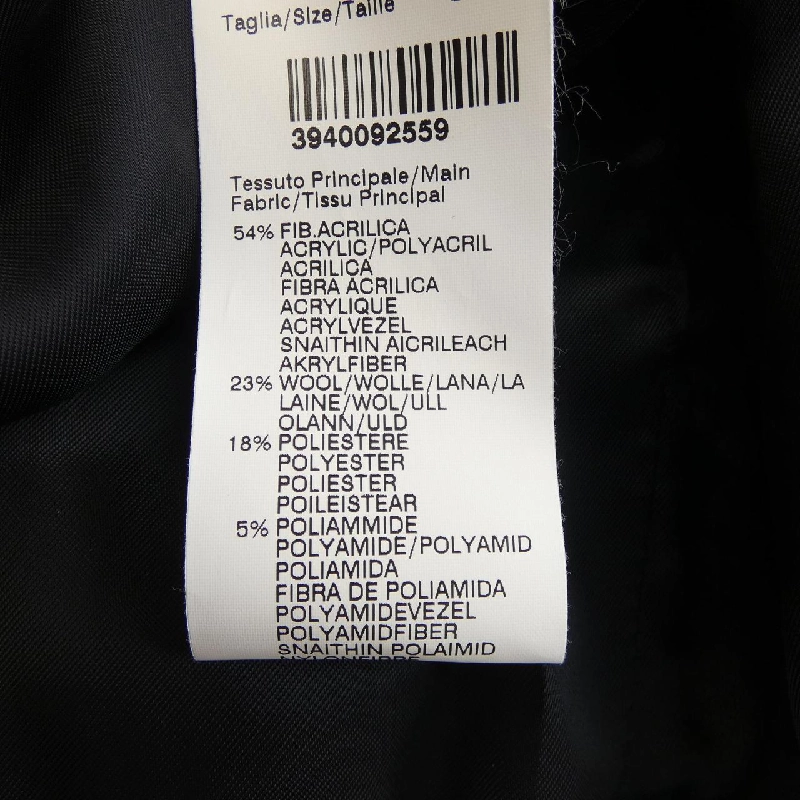 Taglia/Size/Taille
3940092559
Tessuto Principale/Main
Fabric/Tissu Principal
54% FIB.ACRILICA
ACRYLIC/POLYACRIL
ACRILICA
FIBRA ACRILICA
ACRYLIQUE
ACRYLVEZEL
SNAITHIN AICRILEACH
AKRYLFIBER
23% WOOL/WOLLE/LANA/LA
LAINE/WOL/ULL
OLANN/ULD
18% POLIESTERE
POLYESTER
POLIESTER
POILEISTEAR
5% POLIAMMIDE
POLYAMIDE/POLYAMID
POLIAMIDA
FIBRA DE POLIAMIDA
POLYAMIDEVEZEL
POLYAMIDFIBER
SNAITHIN POLAIMID